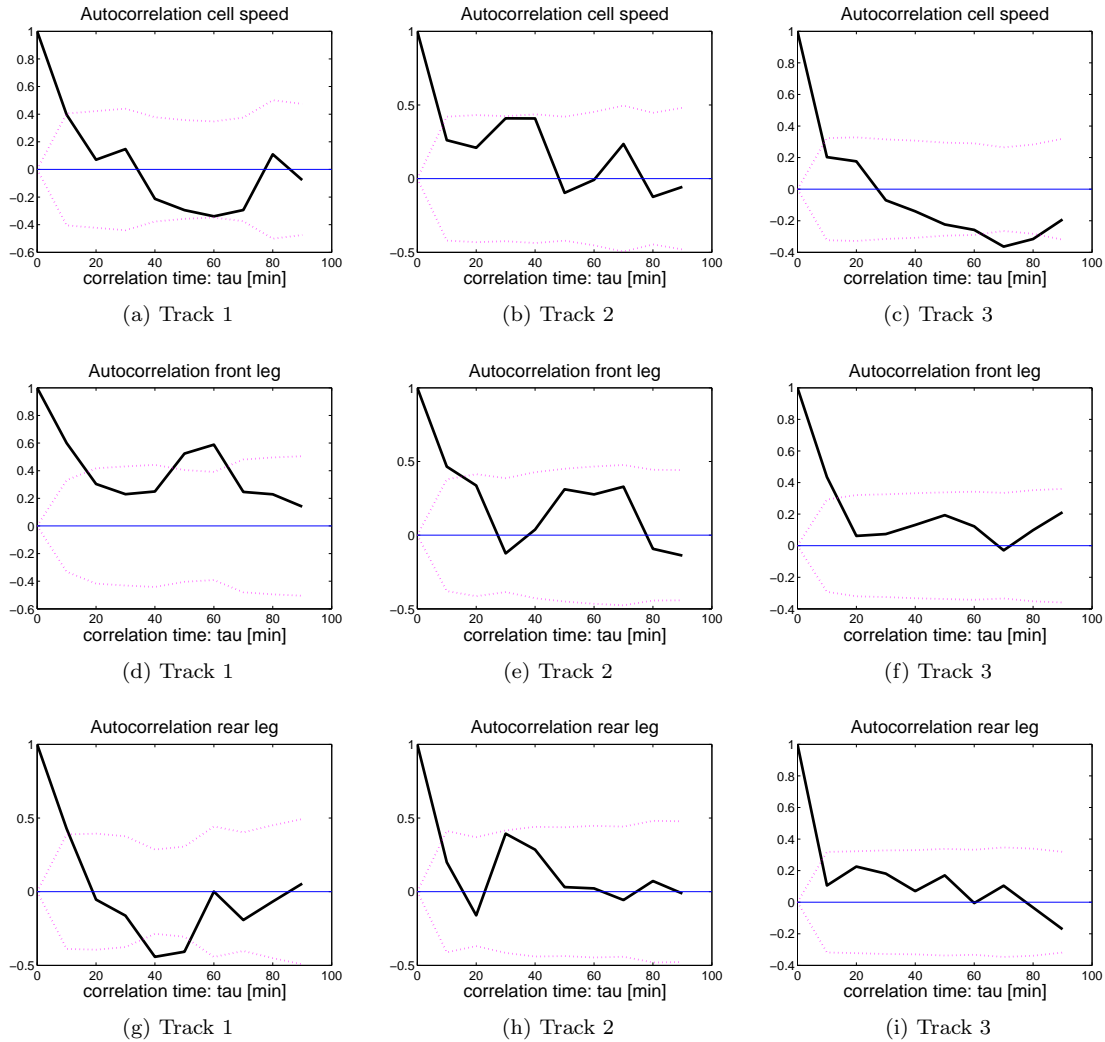 Autocorrelation cell speed
1
0.8
0.6
0.4
0.2
0
−0.2
−0.4
−0.6
0 20 40 60 80 100
correlation time: tau [min]
(a) Track 1
Autocorrelation cell speed
1
0.5
0
−0.5
0 20 40 60 80 100
correlation time: tau [min]
(b) Track 2
Autocorrelation cell speed
1
0.8
0.6
0.4
0.2
0
−0.2
−0.4
0 20 40 60 80 100
correlation time: tau [min]
(c) Track 3
Autocorrelation front leg
1
0.8
0.6
0.4
0.2
0
−0.2
−0.4
−0.6
0 20 40 60 80 100
correlation time: tau [min]
(d) Track 1
Autocorrelation front leg
1
0.5
0
−0.5
0 20 40 60 80 100
correlation time: tau [min]
(e) Track 2
Autocorrelation front leg
1
0.8
0.6
0.4
0.2
0
−0.2
−0.4
0 20 40 60 80 100
correlation time: tau [min]
(f) Track 3
Autocorrelation rear leg
1
0.5
0
−0.5
0 20 40 60 80 100
correlation time: tau [min]
(g) Track 1
Autocorrelation rear leg
1
0.5
0
−0.5
0 20 40 60 80 100
correlation time: tau [min]
(h) Track 2
Autocorrelation rear leg
1
0.8
0.6
0.4
0.2
0
−0.2
−0.4
0 20 40 60 80 100
correlation time: tau [min]
(i) Track 3